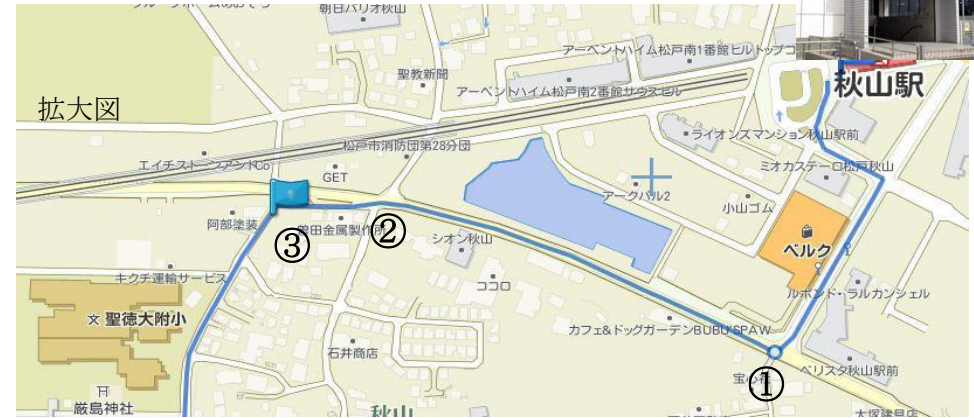 朝日パリオ秋山
アーベントハイム松戸南1番館ヒルトップコ
聖教新聞
アーベントハイム松戸南2番館サウスヒル
秋山駅
拡大図
ライオンズマンション秋山駅前
松戸市消防団第28分団
エイチストーンアンドCo
ミオカステーロ松戸秋山
GET
アークパル2
小山ゴム
阿部塗装
曽田金属製作所
②
シオン秋山
③
ベルク
キクチ運輸サービス
ココロ
ルボンド・ラルカンシェル
文 聖徳大附小
カフェ&ドッグガーデンBUBU'SPAW
石井商店
ベリスタ秋山駅前
①
厳島神社
秋山
大塚建具店